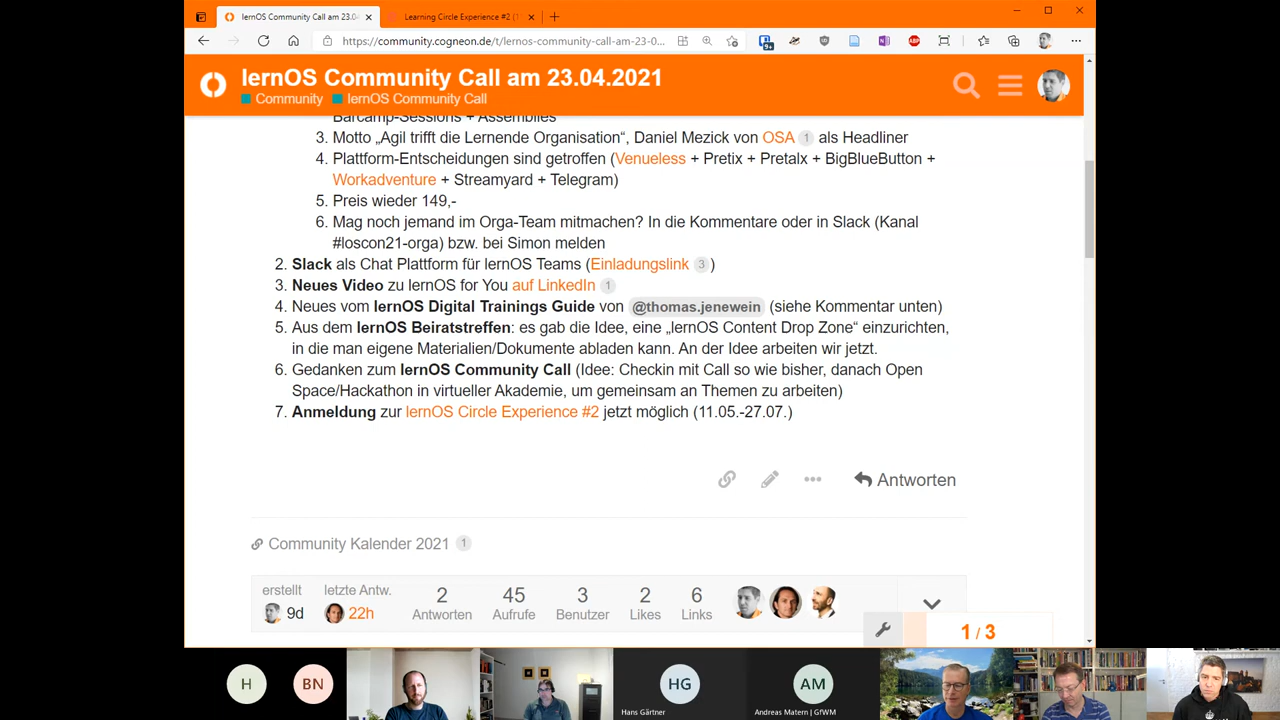 lernOS Community Call am 23.04
Learning Circle Experience #2 (1
https://community.cogneon.de/t/lernos-community-call-am-23-0...
9+
ABP
lernOS Community Call am 23.04.2021
Community lernOS Community Call
Barcamp-Sessions + Assemblies
3. Motto „Agil trifft die Lernende Organisation“, Daniel Mezick von OSA 1 als Headliner
4. Plattform-Entscheidungen sind getroffen (Venueless + Pretix + Pretalx + BigBlueButton +
Workadventure + Streamyard + Telegram)
5. Preis wieder 149,-
6. Mag noch jemand im Orga-Team mitmachen? In die Kommentare oder in Slack (Kanal
#loscon21-orga) bzw. bei Simon melden
2. Slack als Chat Plattform für lernOS Teams (Einladungslink 3 )
3. Neues Video zu lernOS for You auf LinkedIn 1
4. Neues vom lernOS Digital Trainings Guide von @thomas.jenewein (siehe Kommentar unten)
5. Aus dem lernOS Beiratstreffen: es gab die Idee, eine „lernOS Content Drop Zone“ einzurichten,
in die man eigene Materialien/Dokumente abladen kann. An der Idee arbeiten wir jetzt.
6. Gedanken zum lernOS Community Call (Idee: Checkin mit Call so wie bisher, danach Open
Space/Hackathon in virtueller Akademie, um gemeinsam an Themen zu arbeiten)
7. Anmeldung zur lernOS Circle Experience #2 jetzt möglich (11.05.-27.07.)
Antworten
Community Kalender 2021 1
erstellt letzte Antw. 2 45 3 2 6
9d 22h Antworten Aufrufe Benutzer Likes Links
1 / 3
H BN HG AM
Hans Gärtner Andreas Matern | GfWM